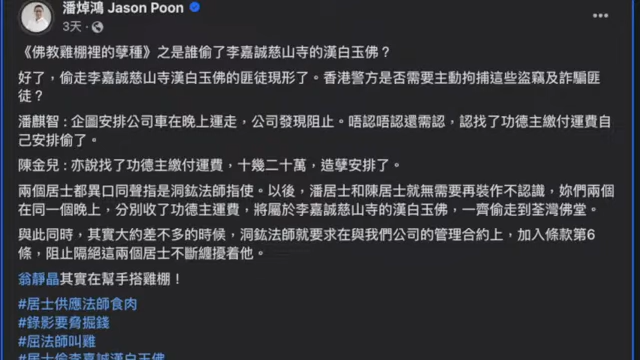 潘焯鴻 Jason Poon
3天
《佛教雞棚裡的孽種》之是誰偷了李嘉誠慈山寺的漢白玉佛？
好了，偷走李嘉誠慈山寺漢白玉佛的匪徒現形了。香港警方是否需要主動拘捕這些盜竊及詐騙匪
徒？
潘麒智 : 企圖安排公司車在晚上運走，公司發現阻止。唔認唔認還需認，認找了功德主繳付運費自
己安排偷了。
陳金兒 : 亦説找了功德主繳付運費，十幾二十萬，造孽安排了。
兩個居士都異口同聲指是洞鈜法師指使。以後，潘居士和陳居士就無需要再裝作不認識，妳們兩個
在同一個晚上，分別收了功德主運費，將屬於李嘉誠慈山寺的漢白玉佛，一齊偷走到荃灣佛堂。
與此同時，其實大約差不多的時候，洞鈜法師就要求在與我們公司的管理合約上，加入條款第6
條，阻止隔絕這兩個居士不斷纏擾着他。
翁靜晶其實在幫手搭雞棚！
#居士供應法師食肉
#錄影要脅掘錢
#屈法師叫雞
#居士偷李嘉誠漢白玉佛